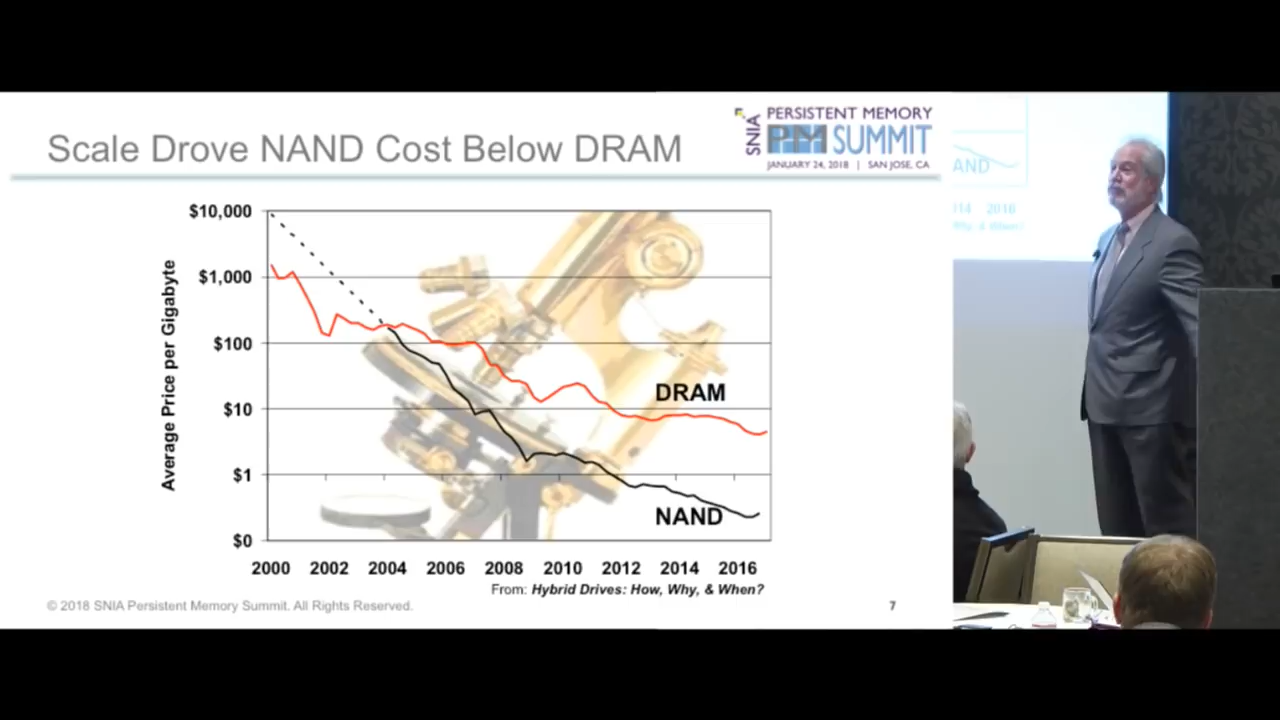 Scale Drove NAND Cost Below DRAM
SNIA
PERSISTENT MEMORY
PM SUMMIT
JANUARY 24, 2018 | SAN JOSE, CA
Average Price per Gigabyte
$10,000
$1,000
$100
$10
$1
$0
DRAM
NAND
2000 2002 2004 2006 2008 2010 2012 2014 2016
From: Hybrid Drives: How, Why, & When?
© 2018 SNIA Persistent Memory Summit. All Rights Reserved.
7
AND
2016